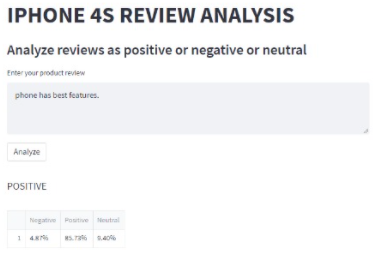 IPHONE 4S REVIEW ANALYSIS
Analyze reviews as positive or negative or neutral
Enter your product review
phone has best features.
Analyze
POSITIVE
Negative Positive Neutral
1 4.87% 85.73% 9.40%